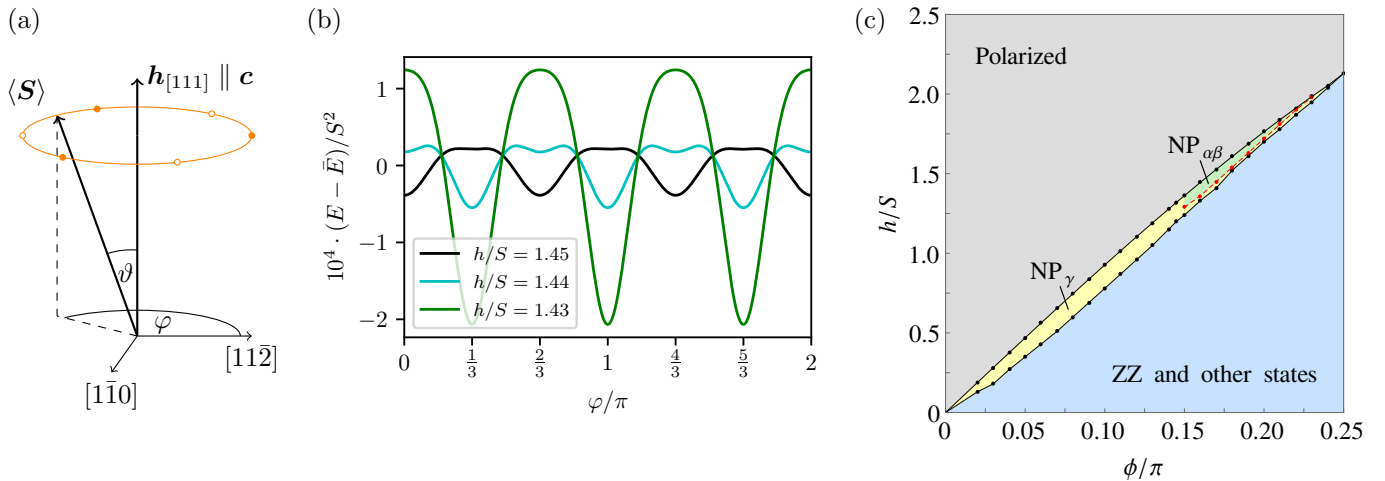 (a)
⟨S⟩
h[111] ∥ c
ϑ
φ
[112̄]
[11̄0]
(b)
10⁴ · (E − Ē)/S²
1
0
−1
−2
h/S = 1.45
h/S = 1.44
h/S = 1.43
0
1/3
2/3
1
4/3
5/3
2
φ/π
(c)
h/S
2.5
2.0
1.5
1.0
0.5
0
Polarized
NPαβ
NPγ
ZZ and other states
0
0.05
0.10
0.15
0.20
0.25
ϕ/π